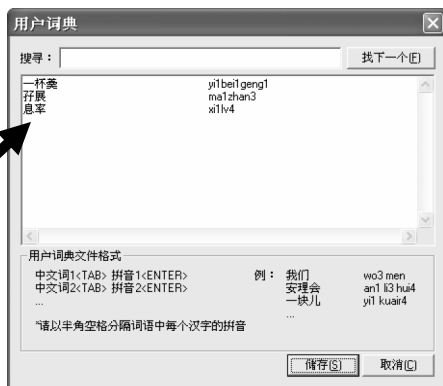 用户词典
搜寻：
找下一个(F)
一杯羹 yi1bei1geng1
孖展 ma1zhan3
息率 xi1lv4
用户词典文件格式
中文词1<TAB> 拼音1<ENTER> 例： 我们 wo3 men
中文词2<TAB> 拼音2<ENTER> 安理会 an1 li3 hui4
... 一块儿 yi1 kuair4
...
*请以半角空格分隔词语中每个汉字的拼音
储存(S) 取消(C)